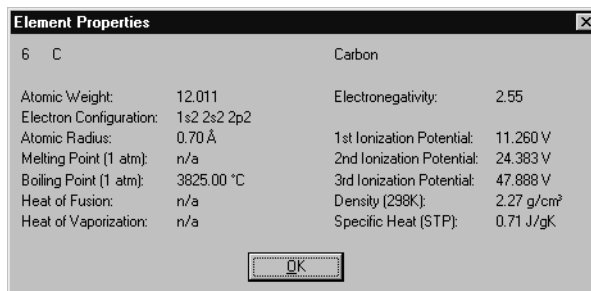 Element Properties
6 C Carbon
Atomic Weight: 12.011 Electronegativity: 2.55
Electron Configuration: 1s2 2s2 2p2
Atomic Radius: 0.70 Å 1st Ionization Potential: 11.260 V
Melting Point (1 atm): n/a 2nd Ionization Potential: 24.383 V
Boiling Point (1 atm): 3825.00 °C 3rd Ionization Potential: 47.888 V
Heat of Fusion: n/a Density (298K): 2.27 g/cm³
Heat of Vaporization: n/a Specific Heat (STP): 0.71 J/gK
OK